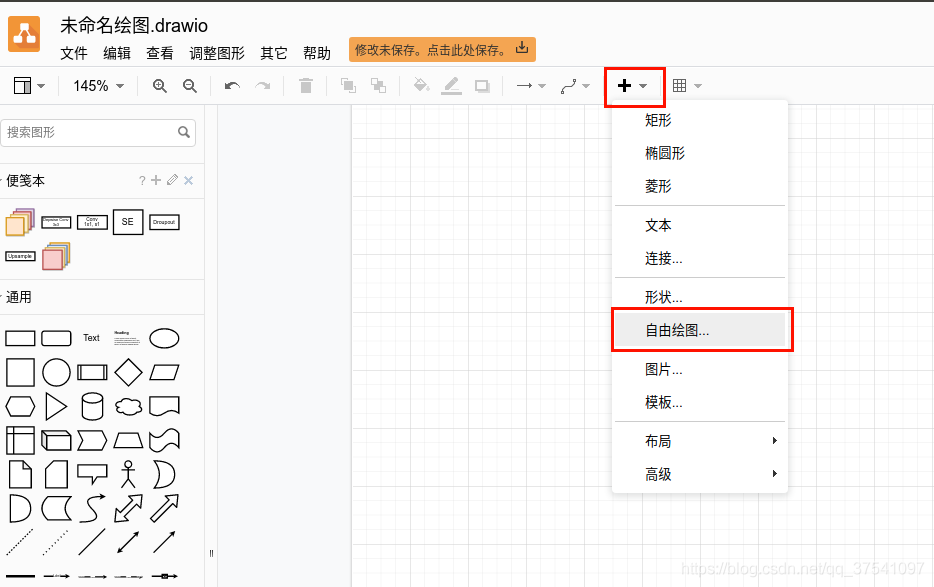 未命名绘图.drawio
文件 编辑 查看 调整图形 其它 帮助
修改未保存。点击此处保存。
145%
搜索图形
便笺本
Conv
1x1, s1
SE
Dropout
Upsample
通用
Text
Heading
矩形
椭圆形
菱形
文本
连接...
形状...
自由绘图...
图片...
模板...
布局
高级
https://blog.csdn.net/qq_37541097